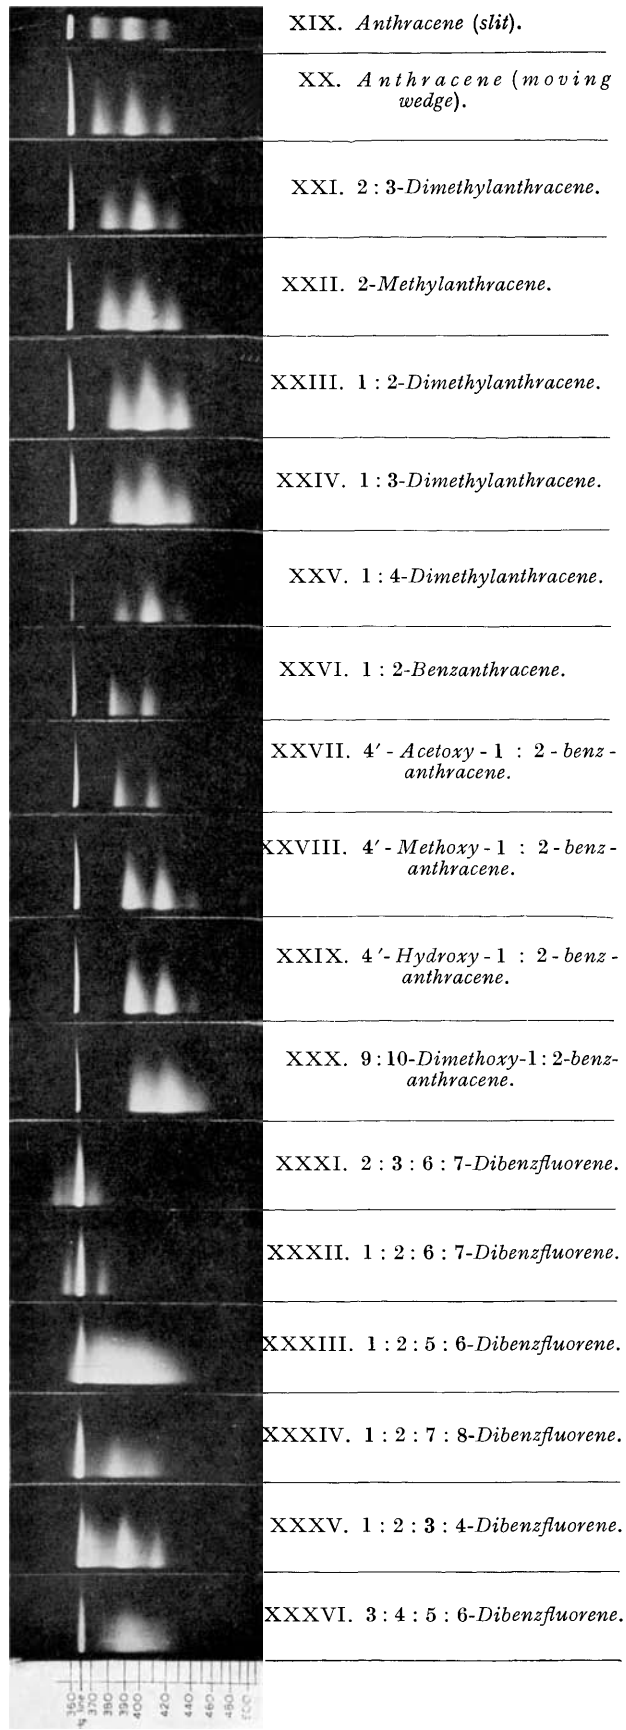 XIX. Anthracene (slit).
XX. Anthracene (moving
wedge).
XXI. 2 : 3-Dimethylanthracene.
XXII. 2-Methylanthracene.
XXIII. 1 : 2-Dimethylanthracene.
XXIV. 1 : 3-Dimethylanthracene.
XXV. 1 : 4-Dimethylanthracene.
XXVI. 1 : 2-Benzanthracene.
XXVII. 4′ - Acetoxy - 1 : 2 - benz -
anthracene.
XXVIII. 4′ - Methoxy - 1 : 2 - benz -
anthracene.
XXIX. 4′- Hydroxy - 1 : 2 - benz -
anthracene.
XXX. 9 : 10-Dimethoxy-1 : 2-benz-
anthracene.
XXXI. 2 : 3 : 6 : 7-Dibenzfluorene.
XXXII. 1 : 2 : 6 : 7-Dibenzfluorene.
XXXIII. 1 : 2 : 5 : 6-Dibenzfluorene.
XXXIV. 1 : 2 : 7 : 8-Dibenzfluorene.
XXXV. 1 : 2 : 3 : 4-Dibenzfluorene.
XXXVI. 3 : 4 : 5 : 6-Dibenzfluorene.
360 line 370 380 390 400 420 440 460 480 500